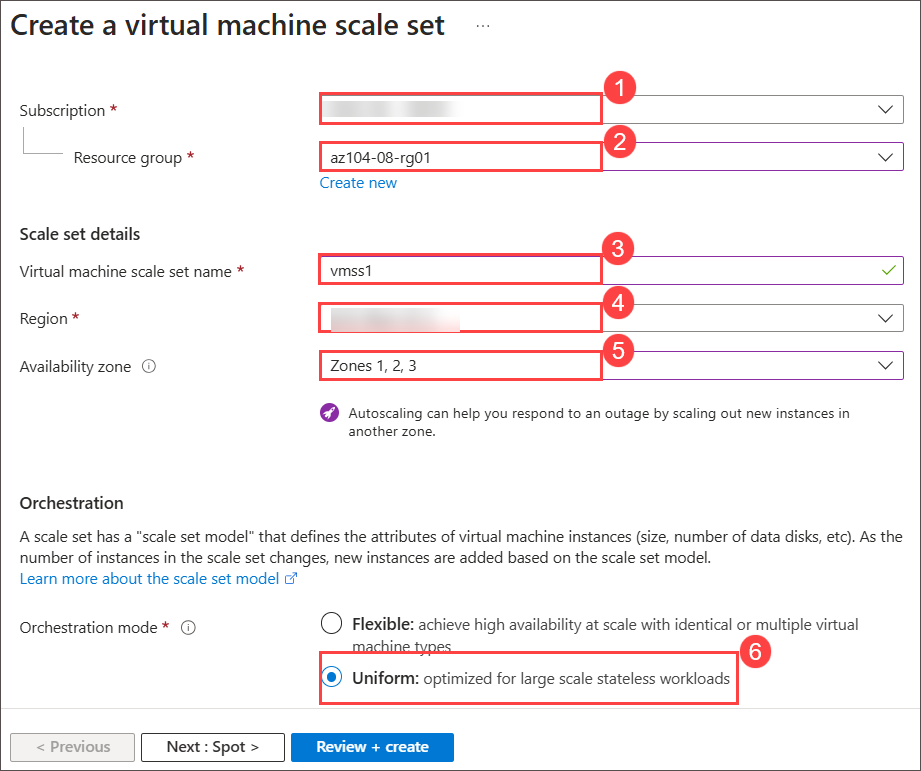 Create a virtual machine scale set ...
1
Subscription *
2
Resource group * az104-08-rg01
Create new
Scale set details
3
Virtual machine scale set name * vmss1
4
Region *
5
Availability zone Zones 1, 2, 3
Autoscaling can help you respond to an outage by scaling out new instances in
another zone.
Orchestration
A scale set has a "scale set model" that defines the attributes of virtual machine instances (size, number of data disks, etc). As the
number of instances in the scale set changes, new instances are added based on the scale set model.
Learn more about the scale set model
Orchestration mode * Flexible: achieve high availability at scale with identical or multiple virtual
machine types
6
Uniform: optimized for large scale stateless workloads
< Previous Next : Spot > Review + create